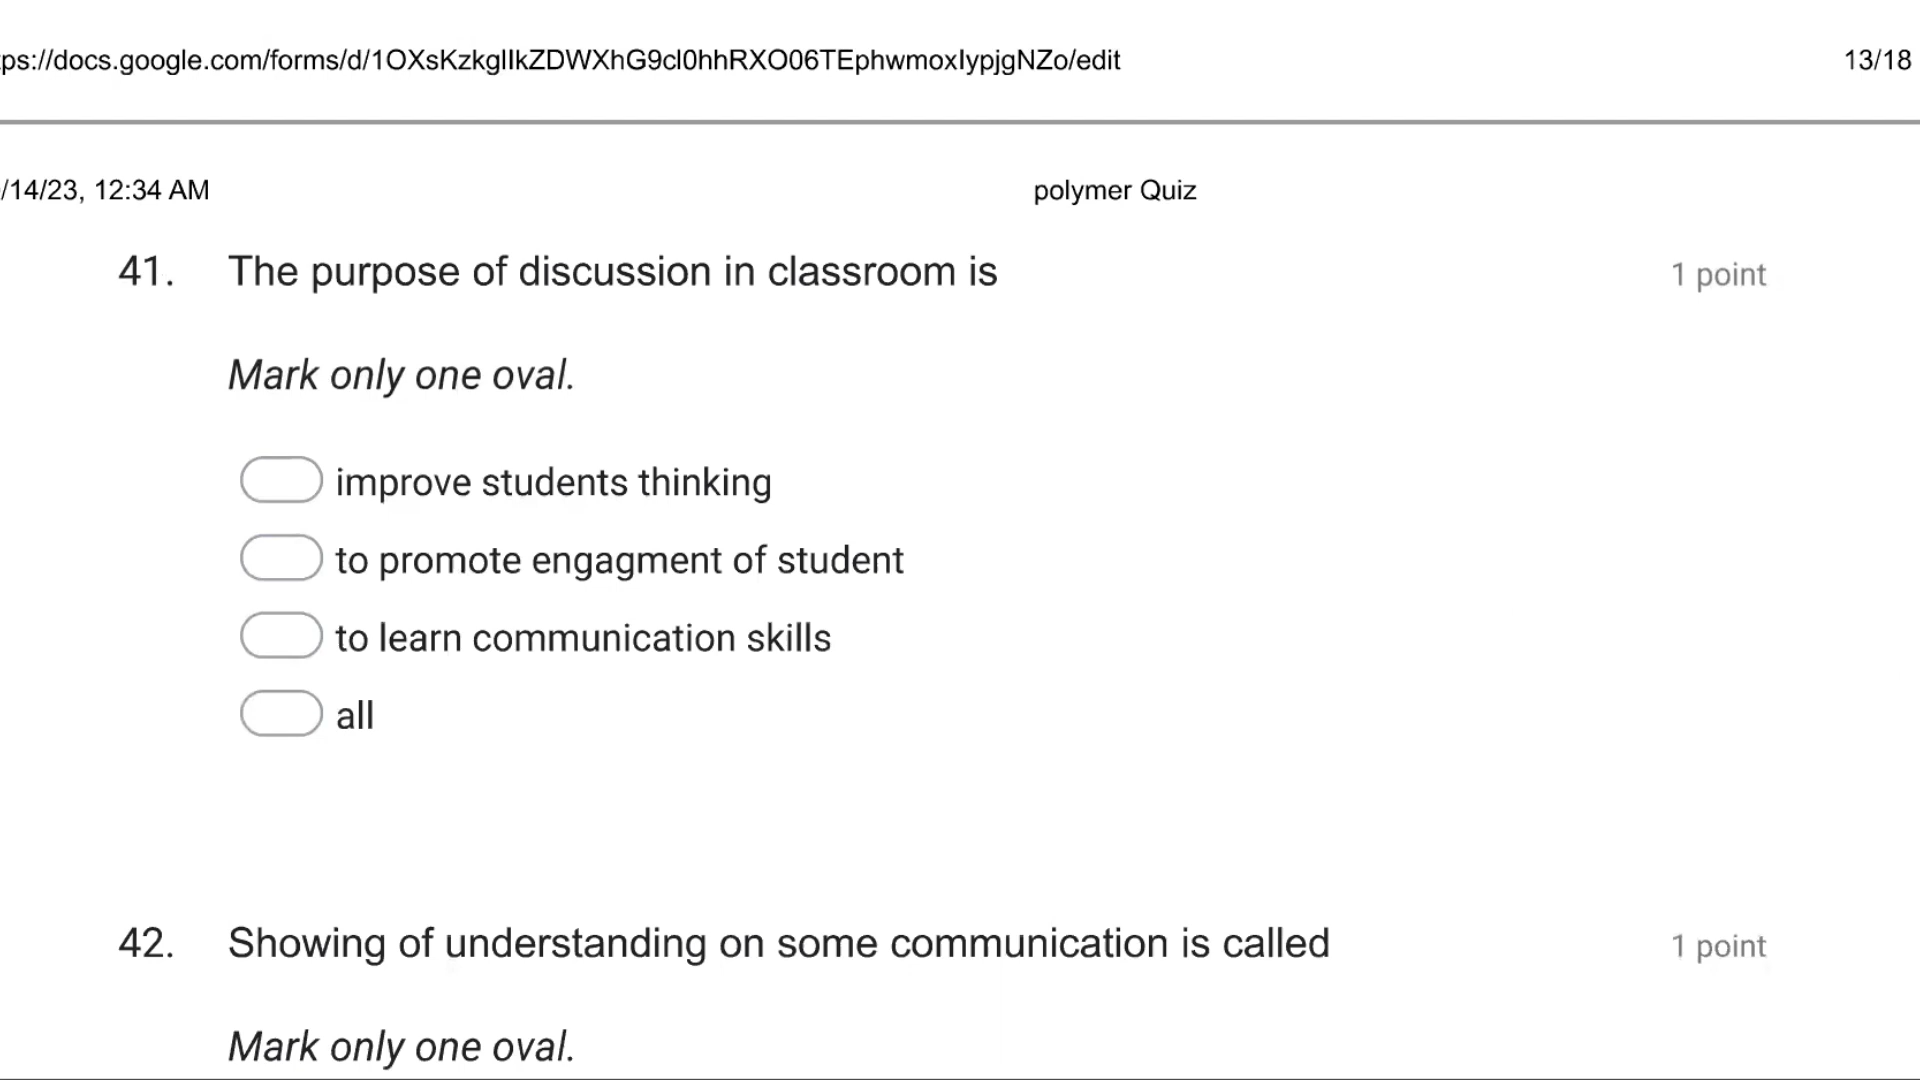 ps://docs.google.com/forms/d/1OXsKzkglIkZDWXhG9cl0hhRXO06TEphwmoxIypjgNZo/edit 13/18
/14/23, 12:34 AM polymer Quiz
41. The purpose of discussion in classroom is 1 point
Mark only one oval.
improve students thinking
to promote engagment of student
to learn communication skills
all
42. Showing of understanding on some communication is called 1 point
Mark only one oval.